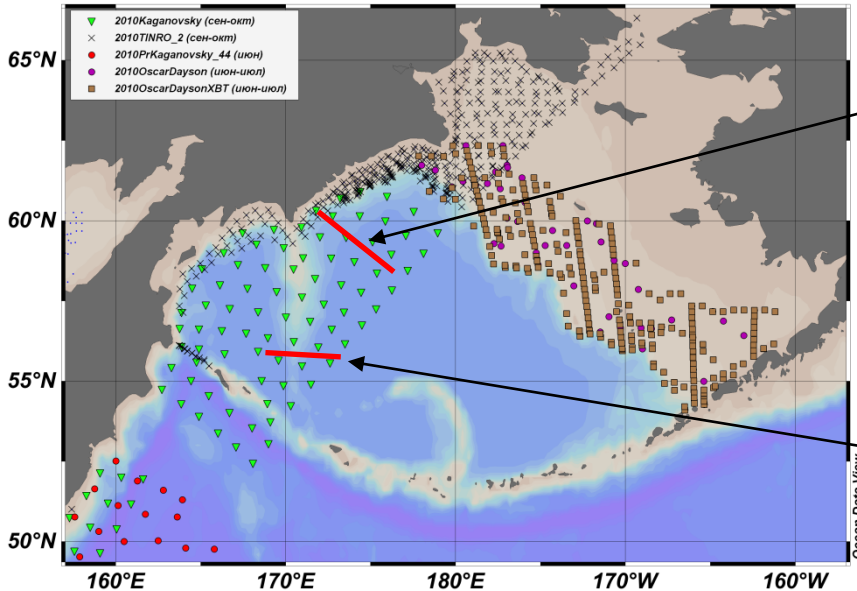 2010Kaganovsky (сен-окт)
2010TINRO_2 (сен-окт)
2010PrKaganovsky_44 (июн)
2010OscarDayson (июн-июл)
2010OscarDaysonXBT (июн-июл)
65°N
60°N
55°N
50°N
160°E
170°E
180°E
170°W
160°W
Ocean Data View